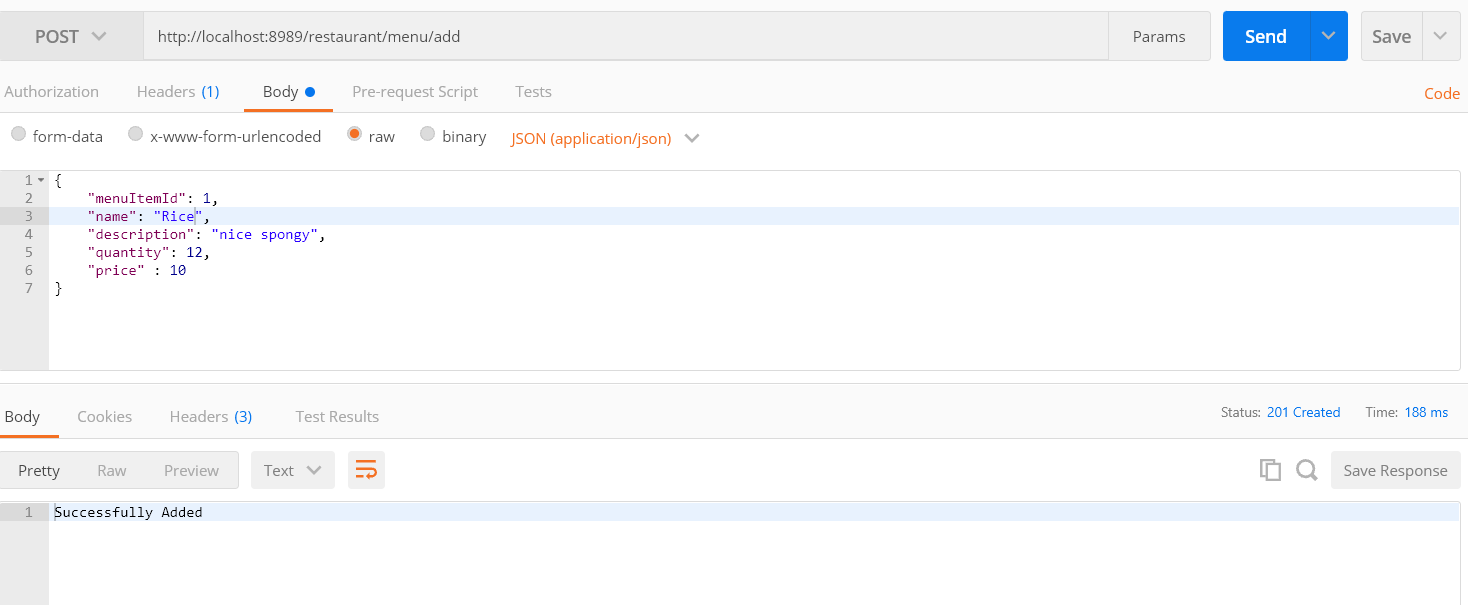 POST http://localhost:8989/restaurant/menu/add Params Send Save
Authorization Headers (1) Body Pre-request Script Tests Code
form-data x-www-form-urlencoded raw binary JSON (application/json)
1 {
2 "menuItemId": 1,
3 "name": "Rice",
4 "description": "nice spongy",
5 "quantity": 12,
6 "price" : 10
7 }
Body Cookies Headers (3) Test Results Status: 201 Created Time: 188 ms
Pretty Raw Preview Text Save Response
1 Successfully Added